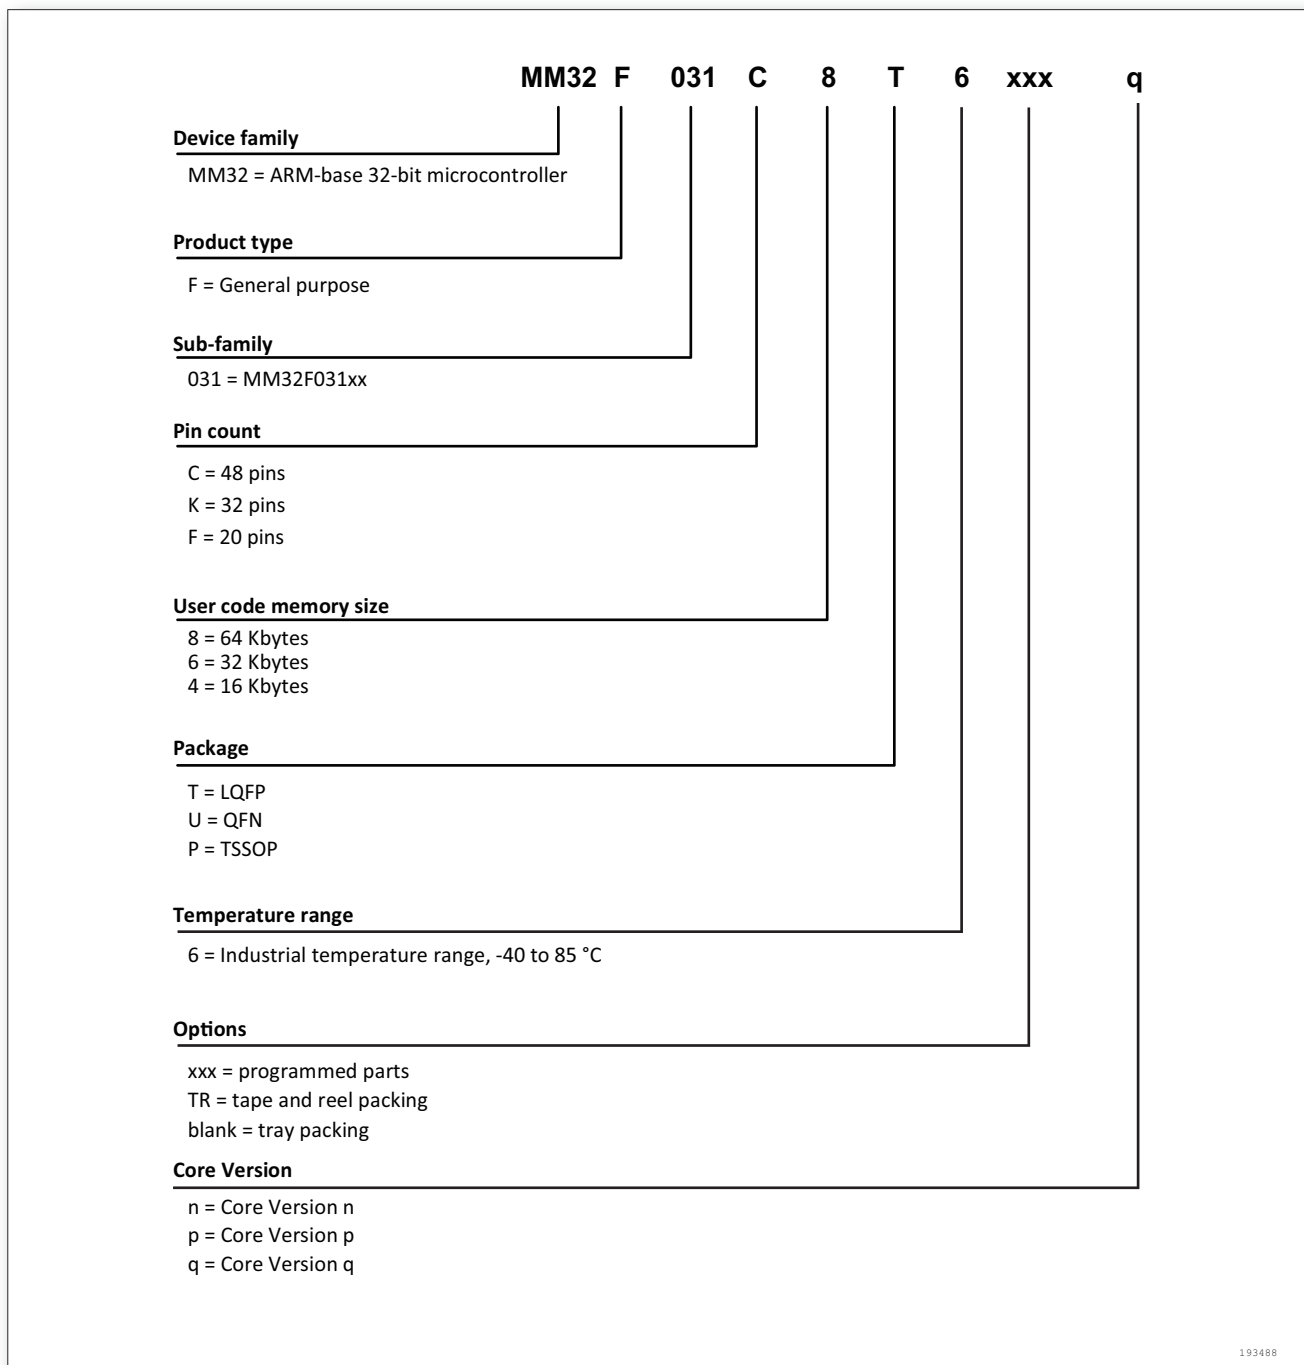 MM32 F 031 C 8 T 6 xxx q
Device family
MM32 = ARM-base 32-bit microcontroller
Product type
F = General purpose
Sub-family
031 = MM32F031xx
Pin count
C = 48 pins
K = 32 pins
F = 20 pins
User code memory size
8 = 64 Kbytes
6 = 32 Kbytes
4 = 16 Kbytes
Package
T = LQFP
U = QFN
P = TSSOP
Temperature range
6 = Industrial temperature range, -40 to 85 °C
Options
xxx = programmed parts
TR = tape and reel packing
blank = tray packing
Core Version
n = Core Version n
p = Core Version p
q = Core Version q
193488